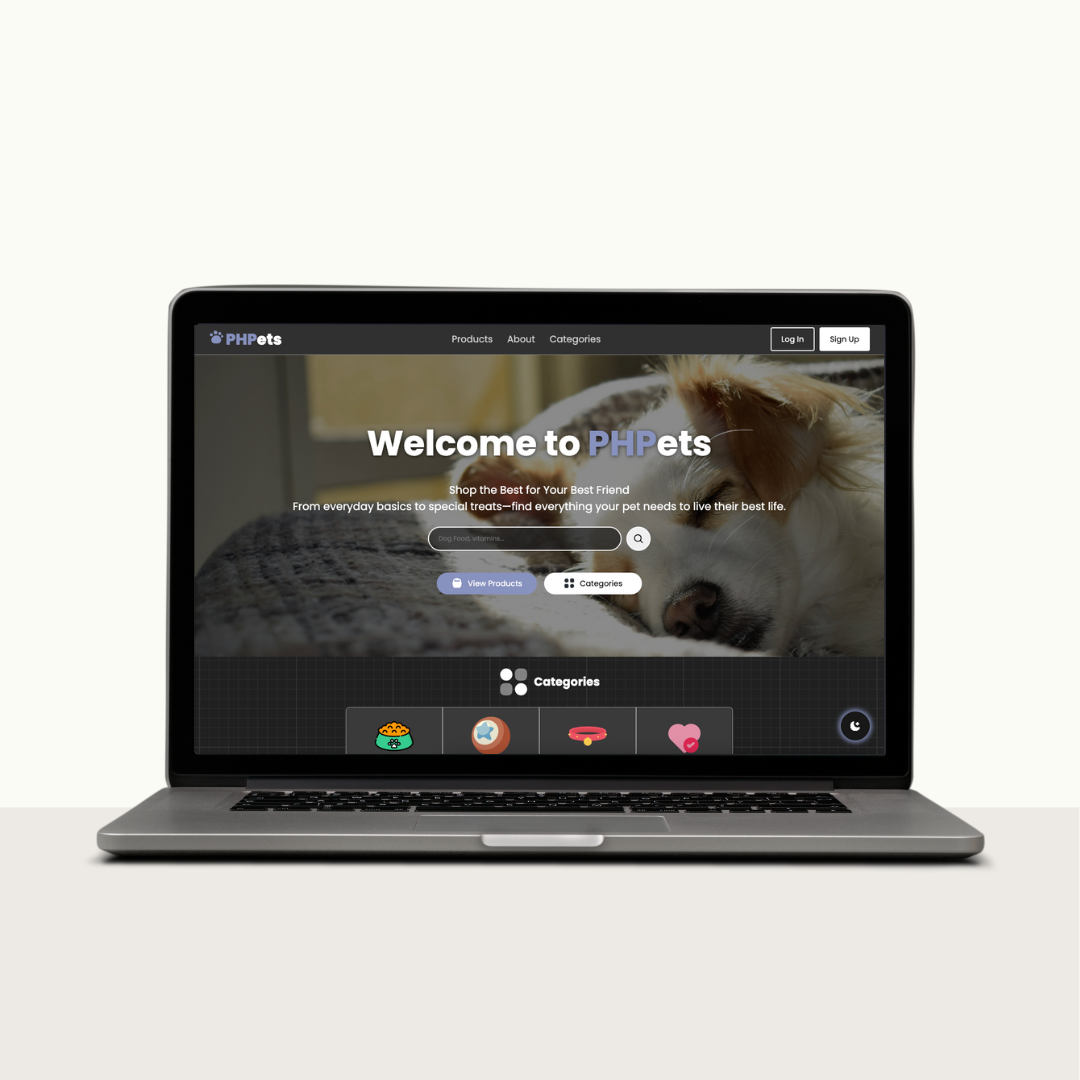 PHPets
Products About Categories
Log In Sign Up
Welcome to PHPets
Shop the Best for Your Best Friend
From everyday basics to special treats—find everything your pet needs to live their best life.
Dog Food, vitamins...
View Products Categories
Categories